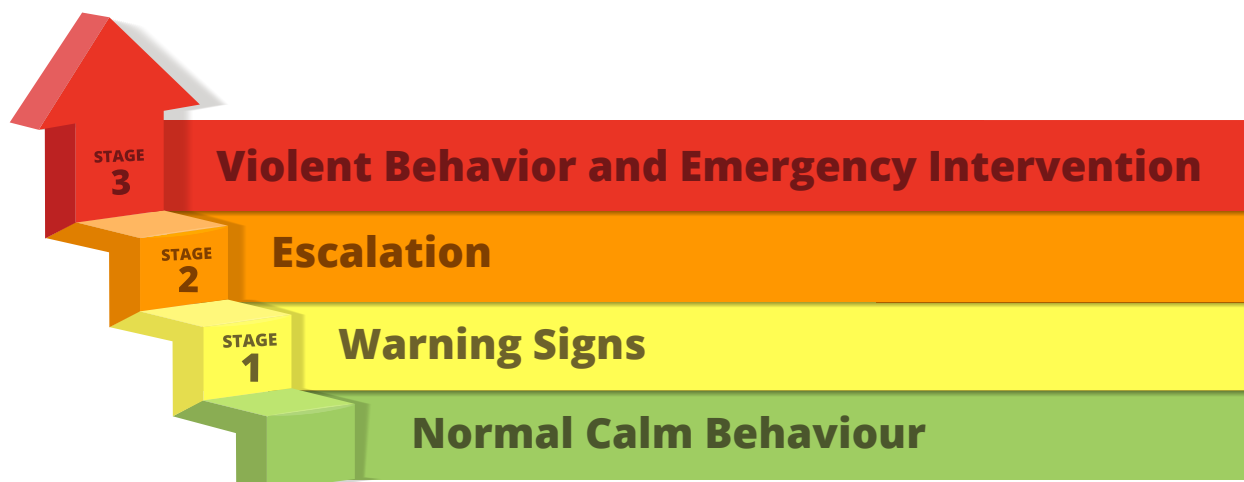 STAGE
3
Violent Behavior and Emergency Intervention
STAGE
2
Escalation
STAGE
1
Warning Signs
Normal Calm Behaviour